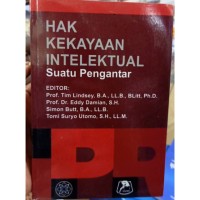 HAK
KEKAYAAN
INTELEKTUAL
Suatu Pengantar
EDITOR:
Prof. Tim Lindsey, B.A., LL.B., BLitt, Ph.D.
Prof. Dr. Eddy Damian, S.H.
Simon Butt, B.A., LL.B.
Tomi Suryo Utomo, S.H., LL.M.